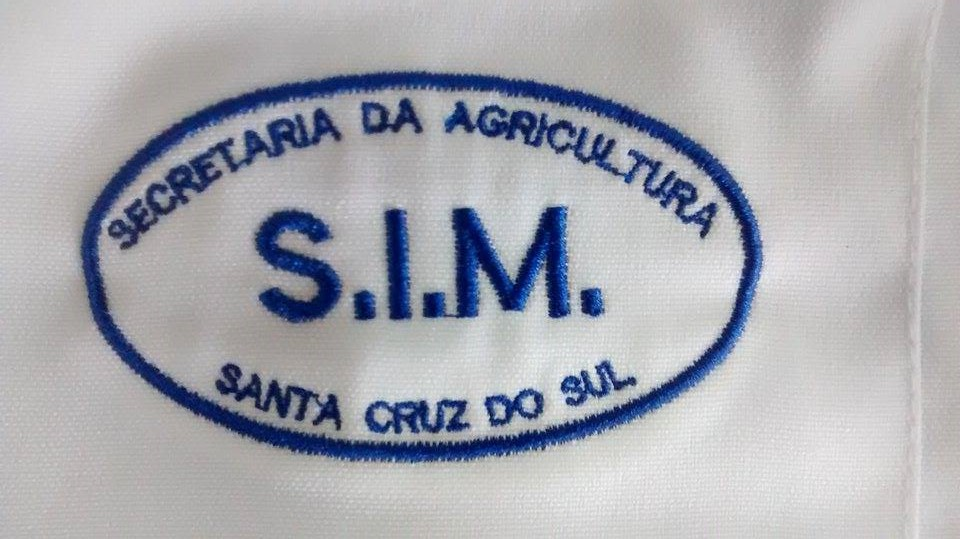 SECRETARIA DA AGRICULTURA
S.I.M.
SANTA CRUZ DO SUL